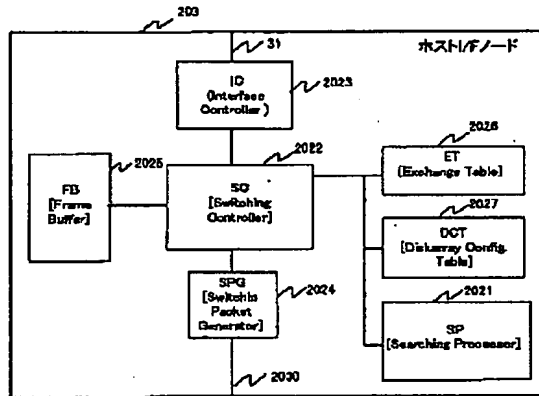 203
31
ホストI/Fノード
IC
(Interface
Controller)
2023
2026
ET
[Exchange Table]
2025
FB
[Frame
Buffer]
2022
SC
[Switching
Controller]
2027
DCT
[Diskarray Config.
Table]
SPG
[Switching
Packet
Generator]
2024
2021
SP
[Searching Processor]
2030